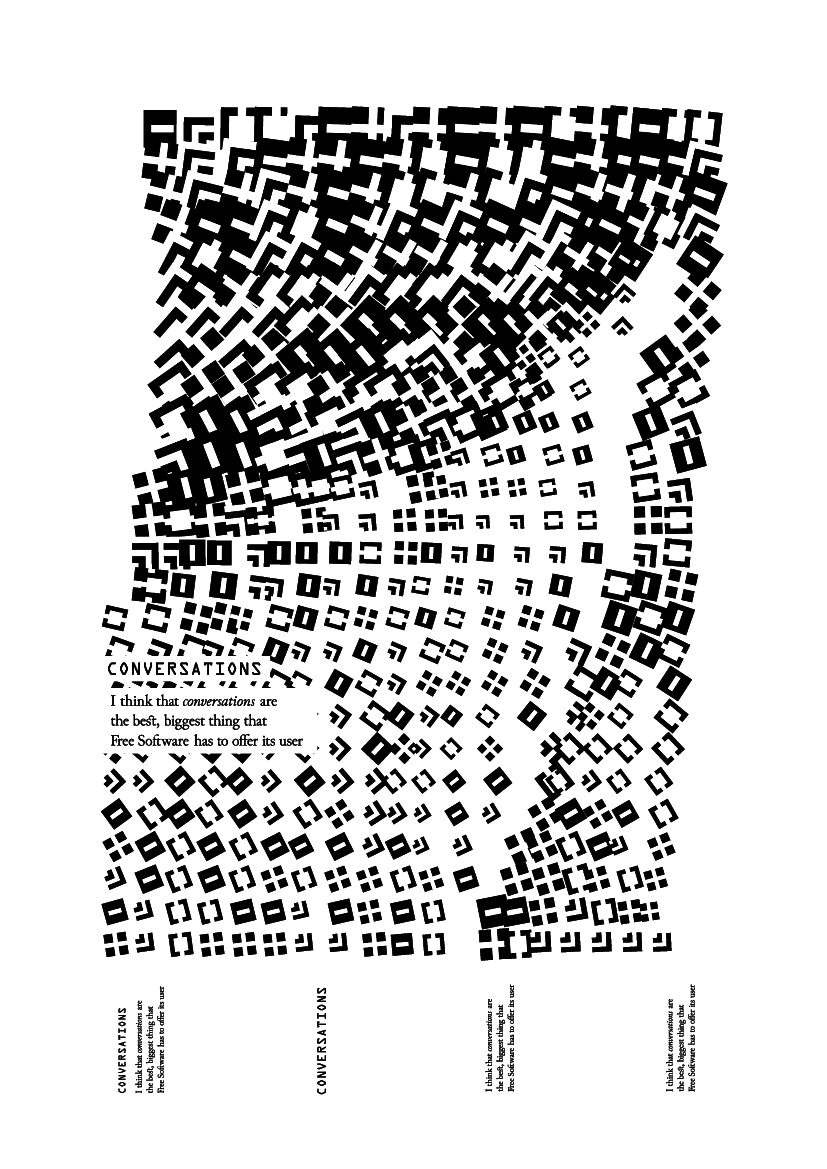 CONVERSATIONS
I think that conversations are
the best, biggest thing that
Free Software has to offer its user
CONVERSATIONS
I think that conversations are
the best, biggest thing that
Free Software has to offer its user
CONVERSATIONS
I think that conversations are
the best, biggest thing that
Free Software has to offer its user
I think that conversations are
the best, biggest thing that
Free Software has to offer its user